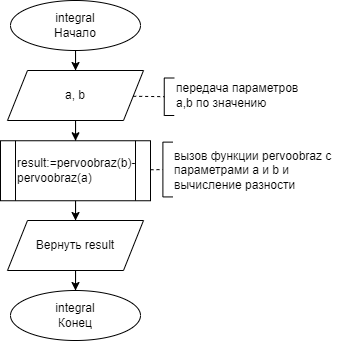 integral
Начало
a, b
передача параметров
a,b по значению
result:=pervoobraz(b)-
pervoobraz(a)
вызов функции pervoobraz с
параметрами a и b и
вычисление разности
Вернуть result
integral
Конец